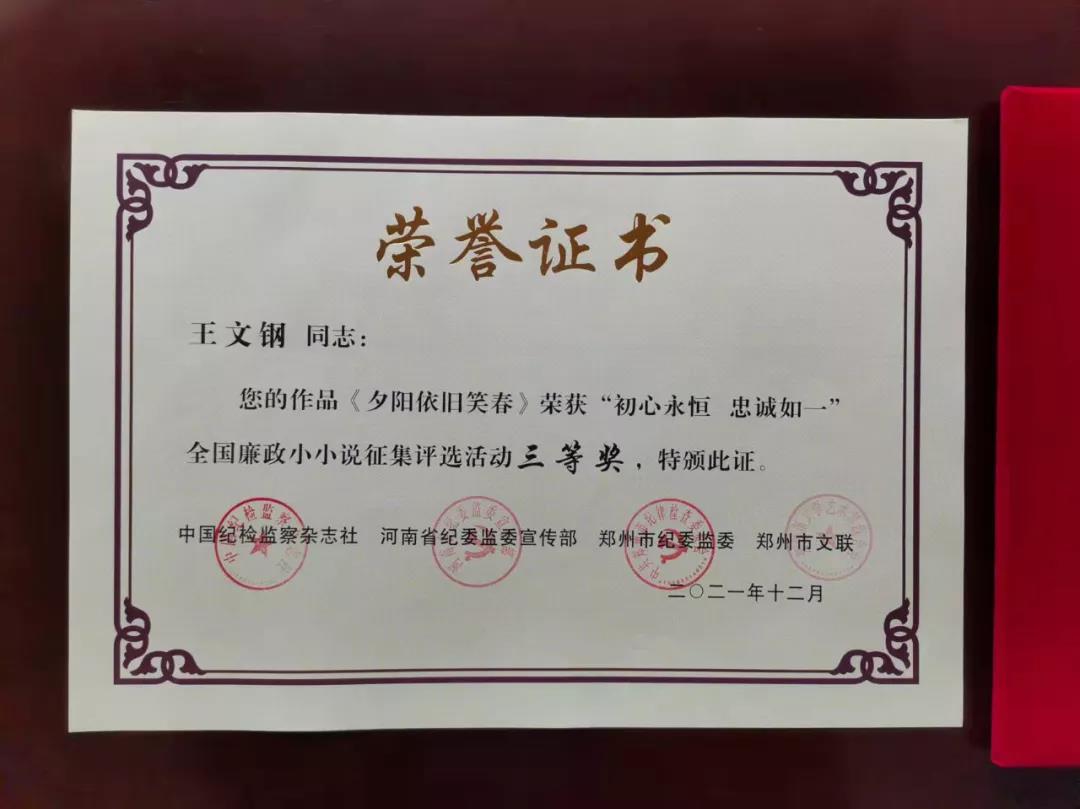 荣誉证书
王文钢 同志：
您的作品《夕阳依旧笑春》荣获“初心永恒 忠诚如一”
全国廉政小小说征集评选活动三等奖，特颁此证。
中国纪检监察杂志社 河南省纪委监委宣传部 郑州市纪委监委 郑州市文联
二〇二一年十二月